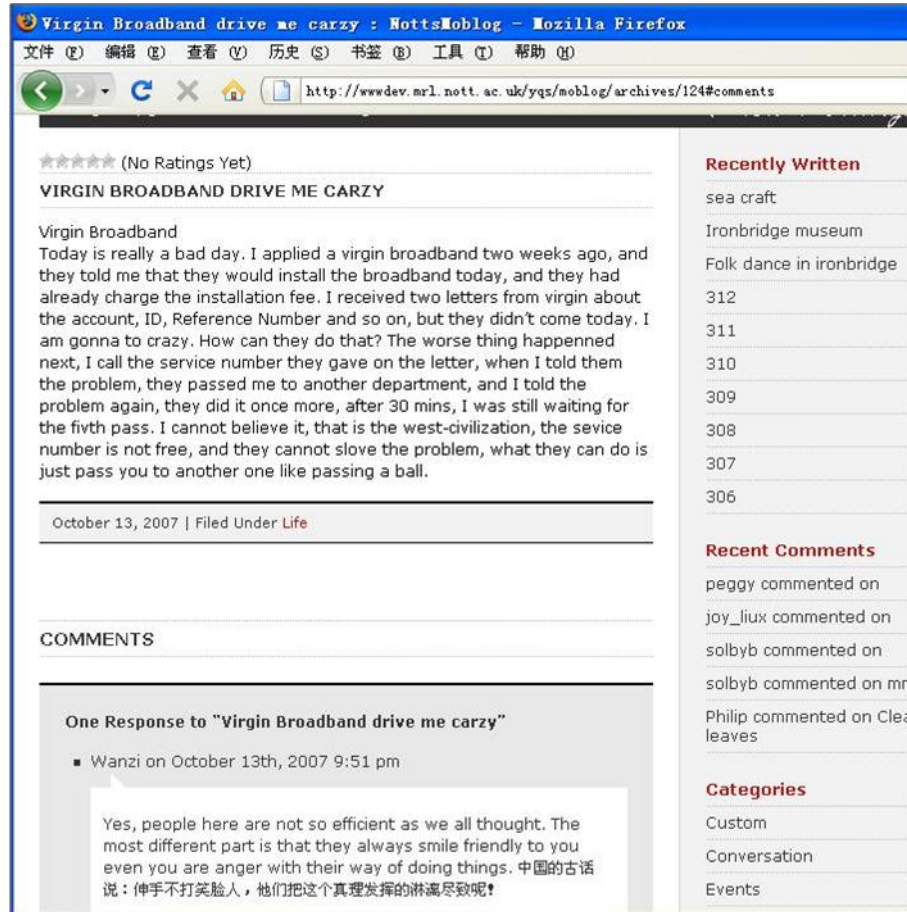 Virgin Broadband drive me carzy : NottsMoblog - Mozilla Firefox
文件 (F) 编辑 (E) 查看 (V) 历史 (S) 书签 (B) 工具 (T) 帮助 (H)
http://wwwdev.mrl.nott.ac.uk/yqs/moblog/archives/124#comments
(No Ratings Yet)
VIRGIN BROADBAND DRIVE ME CARZY
Virgin Broadband
Today is really a bad day. I applied a virgin broadband two weeks ago, and
they told me that they would install the broadband today, and they had
already charge the installation fee. I received two letters from virgin about
the account, ID, Reference Number and so on, but they didn't come today. I
am gonna to crazy. How can they do that? The worse thing happenned
next, I call the service number they gave on the letter, when I told them
the problem, they passed me to another department, and I told the
problem again, they did it once more, after 30 mins, I was still waiting for
the fivth pass. I cannot believe it, that is the west-civilization, the sevice
number is not free, and they cannot slove the problem, what they can do is
just pass you to another one like passing a ball.
October 13, 2007 | Filed Under Life
COMMENTS
One Response to "Virgin Broadband drive me carzy"
Wanzi on October 13th, 2007 9:51 pm
Yes, people here are not so efficient as we all thought. The
most different part is that they always smile friendly to you
even you are anger with their way of doing things. 中国的古话
说：伸手不打笑脸人，他们把这个真理发挥的淋漓尽致呢！
Recently Written
sea craft
Ironbridge museum
Folk dance in ironbridge
312
311
310
309
308
307
306
Recent Comments
peggy commented on
joy_liux commented on
solbyb commented on
solbyb commented on
Philip commented on
leaves
Categories
Custom
Conversation
Events